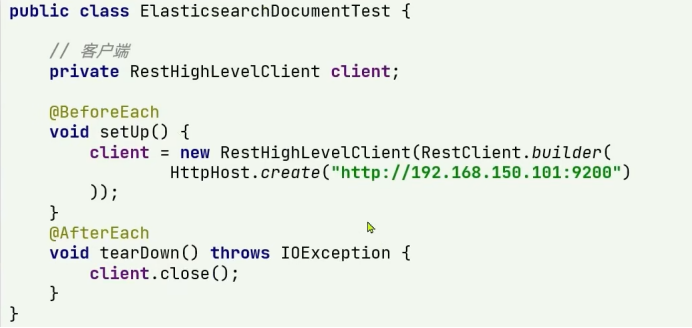 public class ElasticsearchDocumentTest {
// 客户端
private RestHighLevelClient client;
@BeforeEach
void setUp() {
client = new RestHighLevelClient(RestClient.builder(
HttpHost.create("http://192.168.150.101:9200")
));
}
@AfterEach
void tearDown() throws IOException {
client.close();
}
}